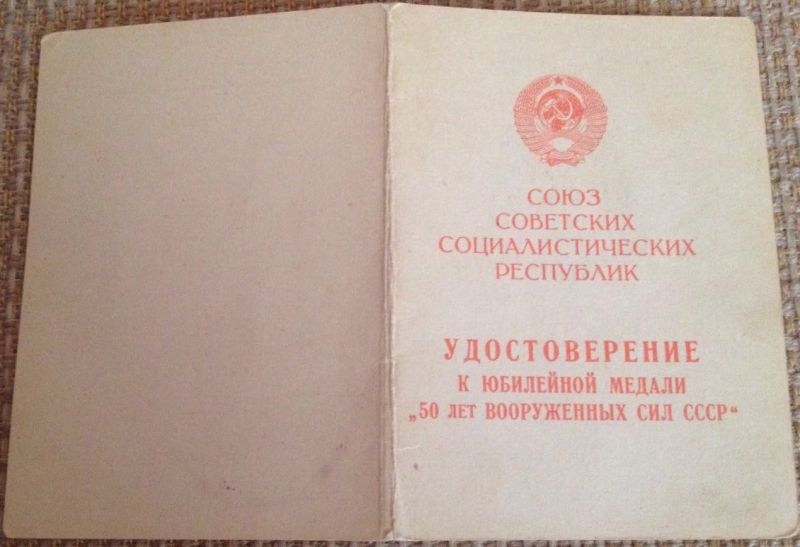 СОЮЗ
СОВЕТСКИХ
СОЦИАЛИСТИЧЕСКИХ
РЕСПУБЛИК
УДОСТОВЕРЕНИЕ
К ЮБИЛЕЙНОЙ МЕДАЛИ
„50 ЛЕТ ВООРУЖЕННЫХ СИЛ СССР“